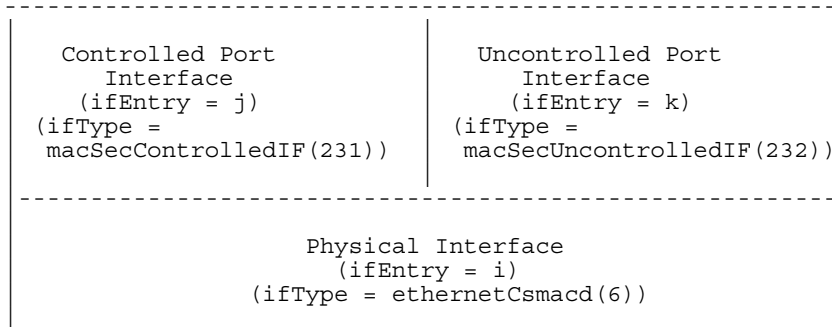 Controlled Port
Interface
(ifEntry = j)
(ifType =
macSecControlledIF(231))
Uncontrolled Port
Interface
(ifEntry = k)
(ifType =
macSecUncontrolledIF(232))
Physical Interface
(ifEntry = i)
(ifType = ethernetCsmacd(6))